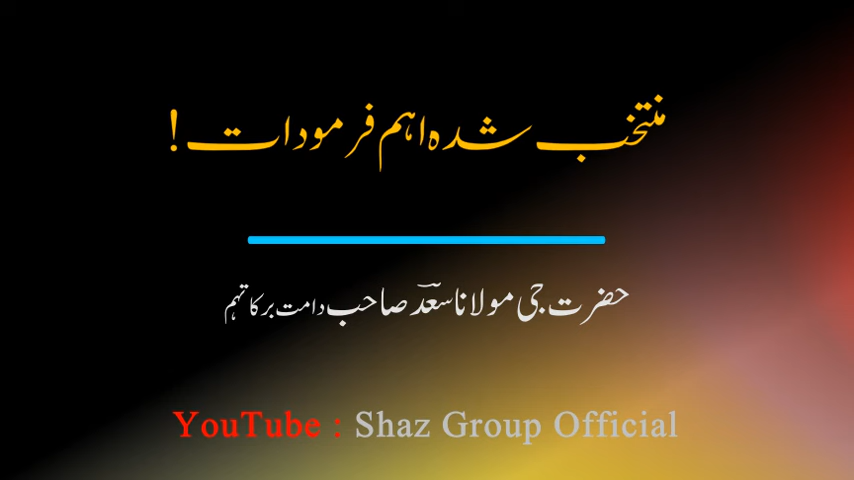 منتخب شدہ اہم فرمودات !
حضرت جی مولانا سعدؔ صاحب دامت برکاتہم
YouTube : Shaz Group Official